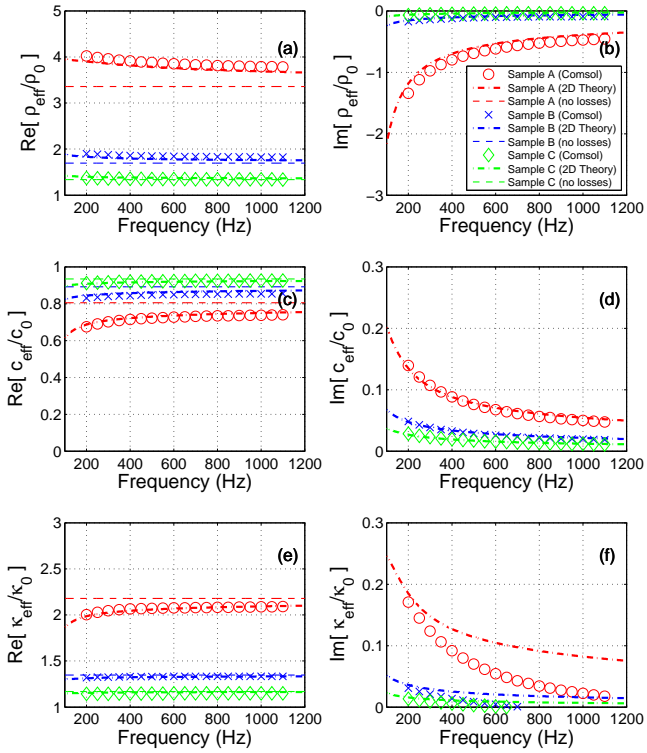 5
4
3
2
1
200 400 600 800 1000 1200
Frequency (Hz)
Re[ ρeff/ρ0 ]
(a)
0
−1
−2
−3
200 400 600 800 1000 1200
Frequency (Hz)
Im[ ρeff/ρ0 ]
(b)
Sample A (Comsol)
Sample A (2D Theory)
Sample A (no losses)
Sample B (Comsol)
Sample B (2D Theory)
Sample B (no losses)
Sample C (Comsol)
Sample C (2D Theory)
Sample C (no losses)
1
0.8
0.6
0.4
0.2
0
200 400 600 800 1000 1200
Frequency (Hz)
Re[ ceff/c0 ]
(c)
0.3
0.2
0.1
0
200 400 600 800 1000 1200
Frequency (Hz)
Im[ ceff/c0 ]
(d)
3
2.5
2
1.5
1
200 400 600 800 1000 1200
Frequency (Hz)
Re[ κeff/κ0 ]
(e)
0.3
0.2
0.1
0
200 400 600 800 1000 1200
Frequency (Hz)
Im[ κeff/κ0 ]
(f)